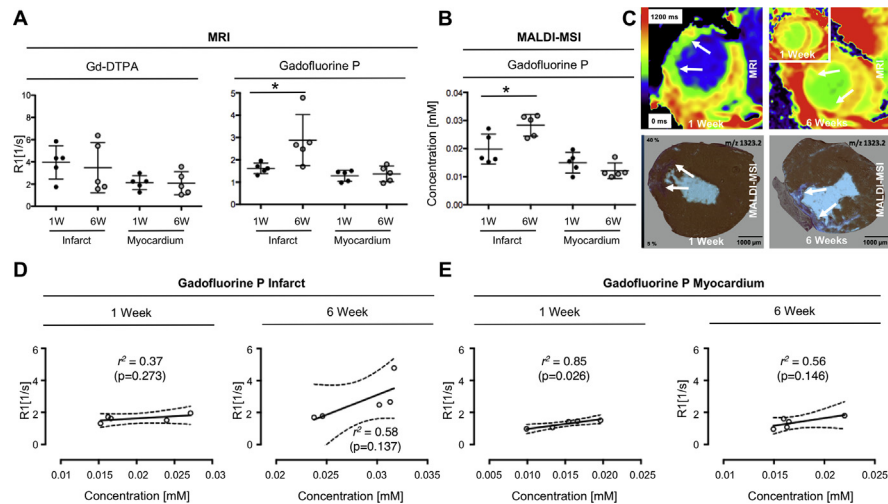 A
MRI
Gd-DTPA
Gadofluorine P
R1[1/s]
10
8
6
4
2
0
6
5
4
3
2
1
0
*
1W
6W
1W
6W
Infarct
Myocardium
1W
6W
1W
6W
Infarct
Myocardium
B
MALDI-MSI
Gadofluorine P
Concentration [mM]
0.04
0.03
0.02
0.01
0.00
*
1W
6W
1W
6W
Infarct
Myocardium
C
1200 ms
0 ms
1 Week
MRI
1 Week
6 Weeks
MRI
m/z 1323.2
MALDI-MSI
1 Week
1000 µm
m/z 1323.2
MALDI-MSI
6 Weeks
1000 µm
D
Gadofluorine P Infarct
1 Week
6 Week
R1[1/s]
6
4
2
0
r² = 0.37
(p=0.273)
0.01
0.015
0.02
0.025
0.03
Concentration [mM]
R1[1/s]
6
4
2
0
r² = 0.58
(p=0.137)
0.02
0.025
0.03
0.035
Concentration [mM]
E
Gadofluorine P Myocardium
1 Week
6 Week
R1[1/s]
6
4
2
0
r² = 0.85
(p=0.026)
0.005
0.01
0.015
0.02
0.025
Concentration [mM]
R1[1/s]
6
4
2
0
r² = 0.56
(p=0.146)
0.01
0.015
0.02
0.025
Concentration [mM]